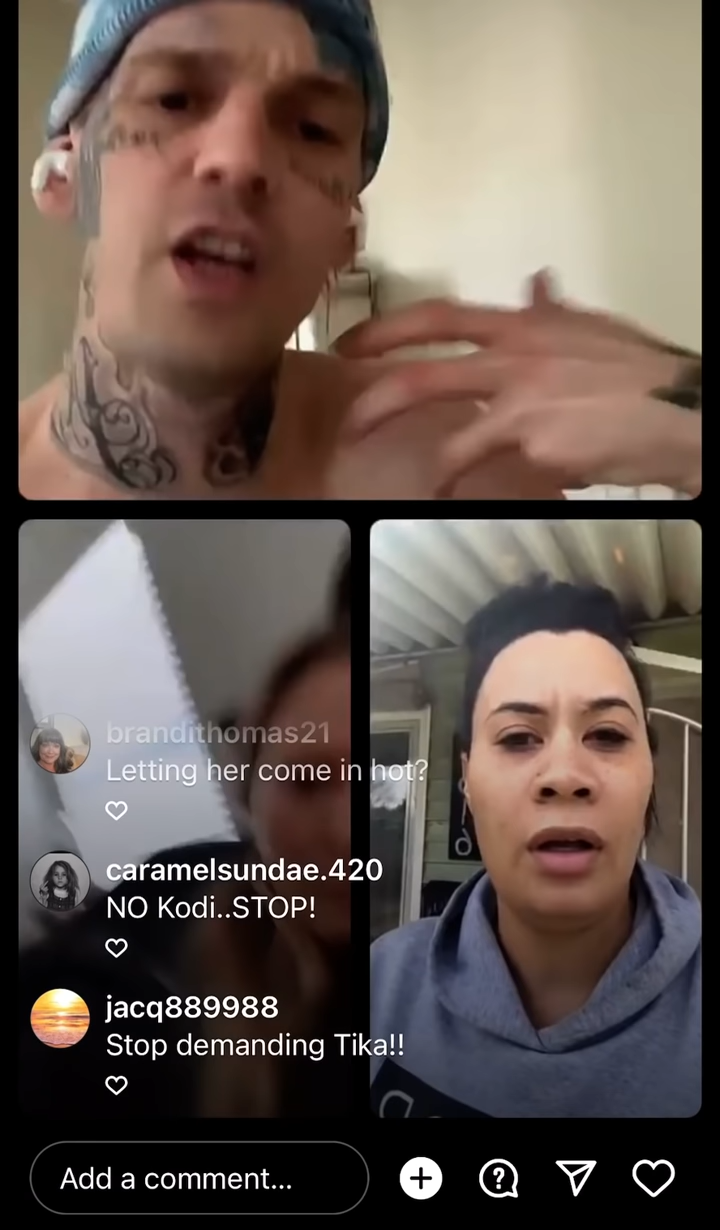 brandithomas21
Letting her come in hot?
caramelsundae.420
NO Kodi..STOP!
jacq889988
Stop demanding Tika!!
Add a comment...